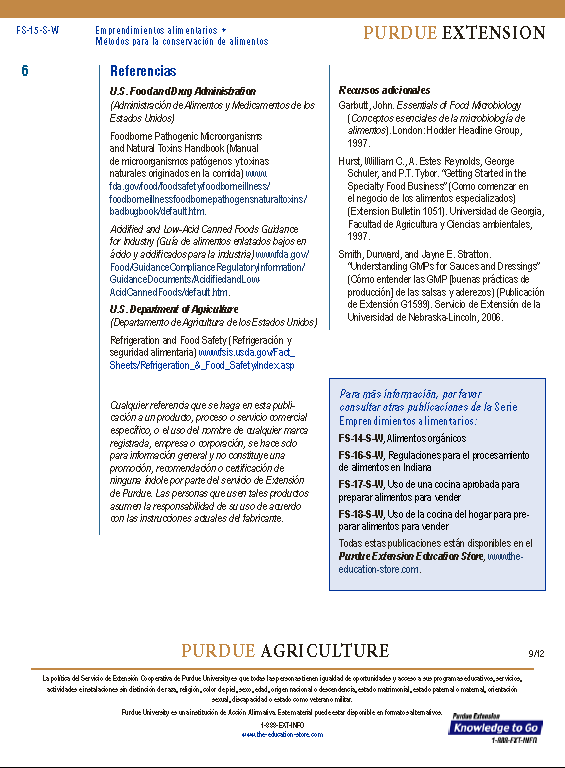 FS-15-S-W
Emprendimientos alimentarios •
Métodos para la conservación de alimentos
PURDUE EXTENSION
6
Referencias
U.S. Food and Drug Administration
(Administración de Alimentos y Medicamentos de los
Estados Unidos)
Foodborne Pathogenic Microorganisms
and Natural Toxins Handbook (Manual
de microorganismos patógenos y toxinas
naturales originados en la comida) www.
fda.gov/food/foodsafety/foodborneillness/
foodborneillnessfoodbornepathogensnaturaltoxins/
badbugbook/default.htm.
Acidified and Low-Acid Canned Foods Guidance
for Industry (Guía de alimentos enlatados bajos en
ácido y acidificados para la industria) www.fda.gov/
Food/GuidanceComplianceRegulatoryInformation/
GuidanceDocuments/AcidifiedandLow
AcidCannedFoods/default.htm.
U.S. Department of Agriculture
(Departamento de Agricultura de los Estados Unidos)
Refrigeration and Food Safety (Refrigeración y
seguridad alimentaria) www.fsis.usda.gov/Fact_
Sheets/Refrigeration_&_Food_Safety/index.asp
Cualquier referencia que se haga en esta publi-
cación a un producto, proceso o servicio comercial
específico, o el uso del nombre de cualquier marca
registrada, empresa o corporación, se hace solo
para información general y no constituye una
promoción, recomendación o certificación de
ninguna índole por parte del servicio de Extensión
de Purdue. Las personas que usen tales productos
asumen la responsabilidad de su uso de acuerdo
con las instrucciones actuales del fabricante.
Recursos adicionales
Garbutt, John. Essentials of Food Microbiology
(Conceptos esenciales de la microbiología de
alimentos). London: Hodder Headline Group,
1997.
Hurst, William C., A. Estes Reynolds, George
Schuler, and P.T. Tybor. “Getting Started in the
Specialty Food Business” (Como comenzar en
el negocio de los alimentos especializados)
(Extension Bulletin 1051). Universidad de Georgia,
Facultad de Agricultura y Ciencias ambientales,
1997.
Smith, Durward, and Jayne E. Stratton.
“Understanding GMPs for Sauces and Dressings”
(Cómo entender las GMP [buenas prácticas de
producción] de las salsas y aderezos) (Publicación
de Extensión G1599). Servicio de Extensión de la
Universidad de Nebraska-Lincoln, 2006.
Para más información, por favor
consultar otras publicaciones de la Serie
Emprendimientos alimentarios:
FS-14-S-W, Alimentos orgánicos
FS-16-S-W, Regulaciones para el procesamiento
de alimentos en Indiana
FS-17-S-W, Uso de una cocina aprobada para
preparar alimentos para vender
FS-18-S-W, Uso de la cocina del hogar para pre-
parar alimentos para vender
Todas estas publicaciones están disponibles en el
Purdue Extension Education Store, www.the-
education-store.com.
PURDUE AGRICULTURE
9/12
La política del Servicio de Extensión Cooperativa de Purdue University es que todas las personas tienen igualdad de oportunidades y acceso a sus programas educativos, servicios,
actividades e instalaciones sin distinción de raza, religión, color de piel, sexo, edad, origen nacional o descendencia, estado matrimonial, estado paternal o maternal, orientación
sexual, discapacidad o estado como veterano militar.
Purdue University es una institución de Acción Afirmativa. Este material puede estar disponible en formatos alternativos.
1-888-EXT-INFO
www.the-education-store.com
Purdue Extension
Knowledge to Go
1-888-EXT-INFO